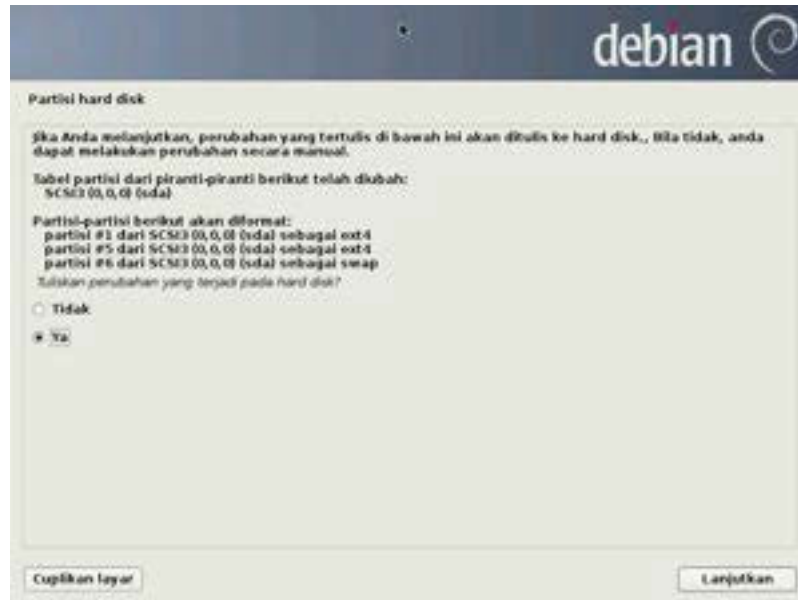 debian
Partisi hard disk
Jika Anda melanjutkan, perubahan yang tertulis di bawah ini akan ditulis ke hard disk., Bila tidak, anda
dapat melakukan perubahan secara manual.
Tabel partisi dari piranti-piranti berikut telah diubah:
SCSI3 (0,0,0) (sda)
Partisi-partisi berikut akan diformat:
partisi #1 dari SCSI3 (0,0,0) (sda) sebagai ext4
partisi #5 dari SCSI3 (0,0,0) (sda) sebagai ext4
partisi #6 dari SCSI3 (0,0,0) (sda) sebagai swap
Tuliskan perubahan yang terjadi pada hard disk?
Tidak
Ya
Cuplikan layar
Lanjutkan